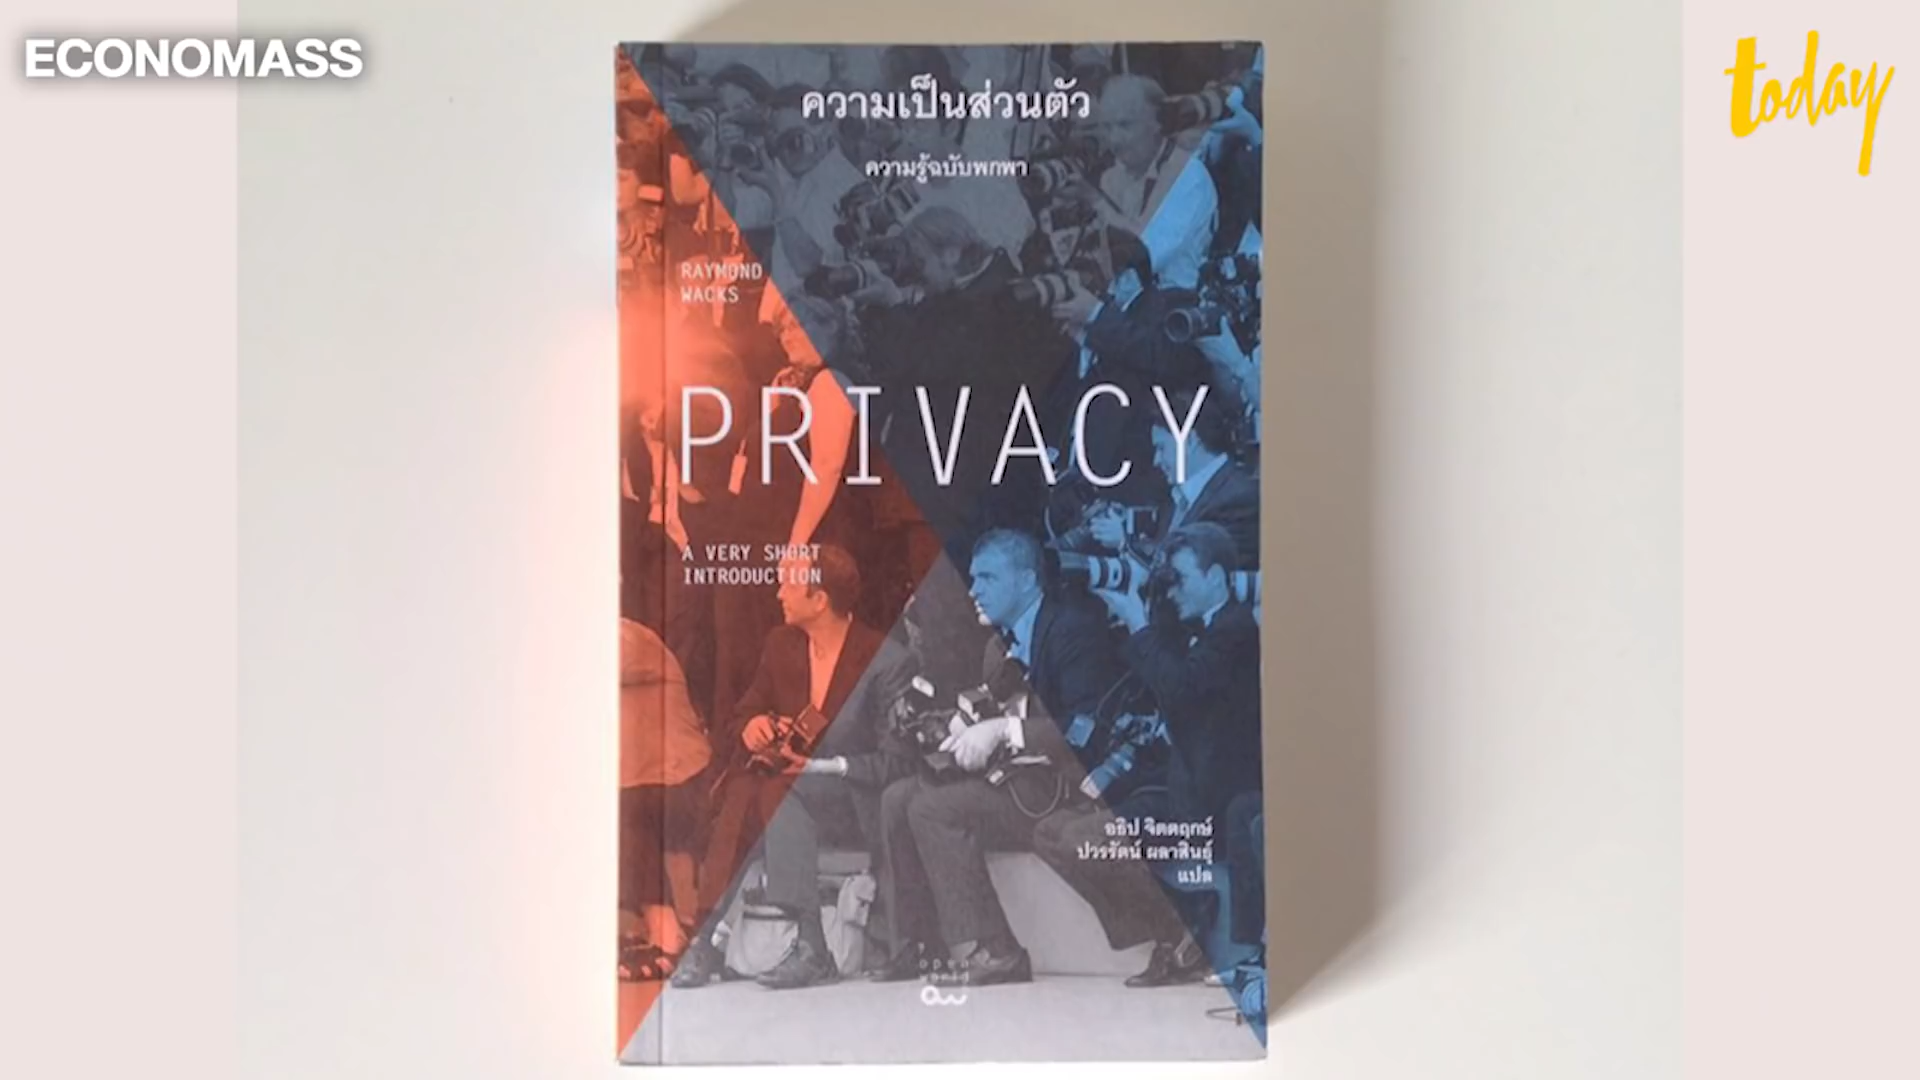 ECONOMASS
today
ความเป็นส่วนตัว
ความรู้ฉบับพกพา
RAYMOND
WACKS
PRIVACY
A VERY SHORT
INTRODUCTION
อธิป จิตตฤกษ์
ปวรรัตน์ ผลาสินธุ์
แปล
open
world